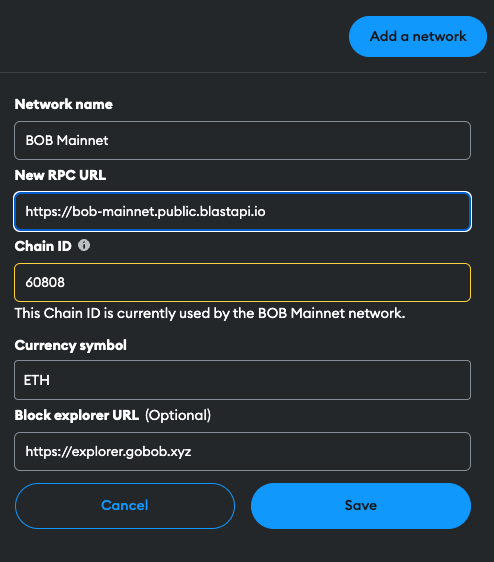 Add a network
Network name
BOB Mainnet
New RPC URL
https://bob-mainnet.public.blastapi.io
Chain ID
60808
This Chain ID is currently used by the BOB Mainnet network.
Currency symbol
ETH
Block explorer URL (Optional)
https://explorer.gobob.xyz
Cancel Save